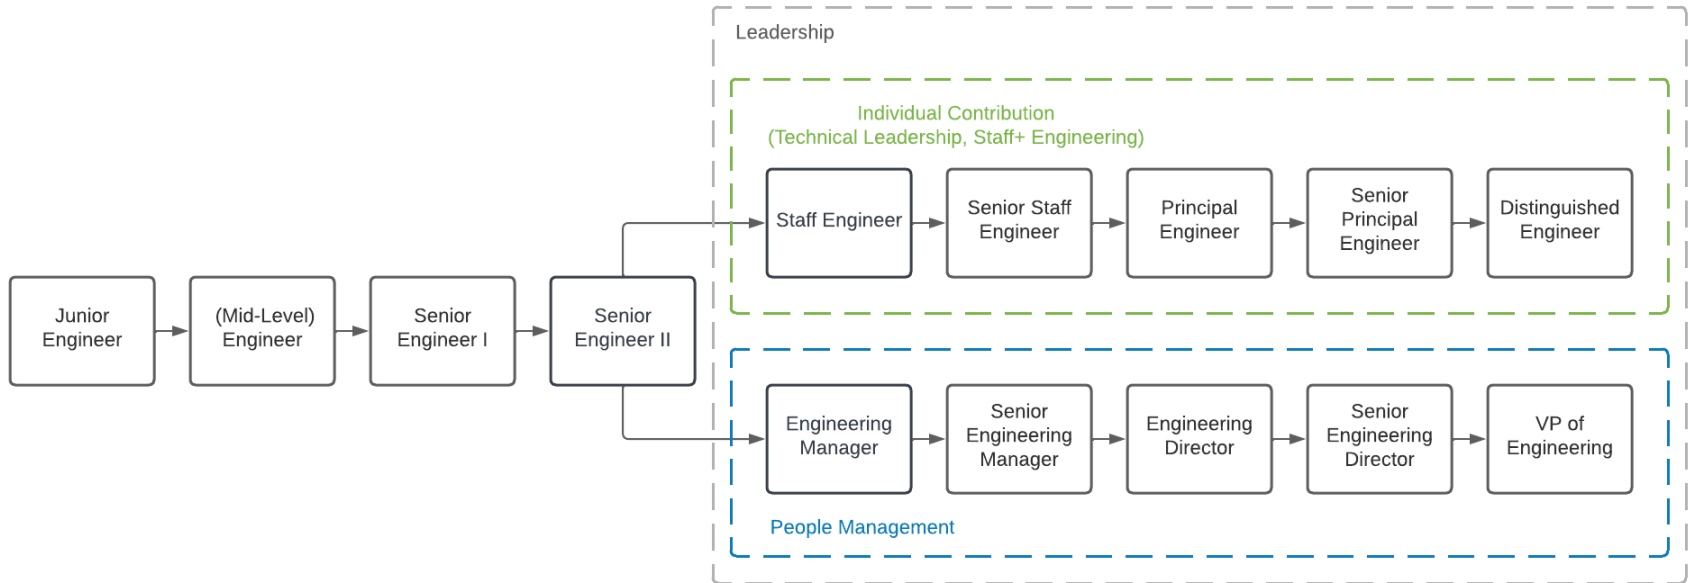 Leadership
Individual Contribution
(Technical Leadership, Staff+ Engineering)
Staff Engineer
Senior Staff
Engineer
Principal
Engineer
Senior
Principal
Engineer
Distinguished
Engineer
Junior
Engineer
(Mid-Level)
Engineer
Senior
Engineer I
Senior
Engineer II
Engineering
Manager
Senior
Engineering
Manager
Engineering
Director
Senior
Engineering
Director
VP of
Engineering
People Management